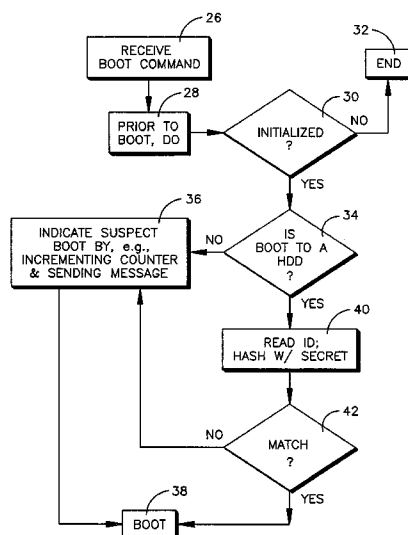 26
RECEIVE
BOOT COMMAND
32
END
28
PRIOR TO
BOOT, DO
30
INITIALIZED
?
NO
YES
36
INDICATE SUSPECT
BOOT BY, e.g.,
INCREMENTING COUNTER
& SENDING MESSAGE
34
IS
BOOT TO A
HDD
?
NO
YES
40
READ ID;
HASH W/ SECRET
42
MATCH
?
NO
YES
38
BOOT